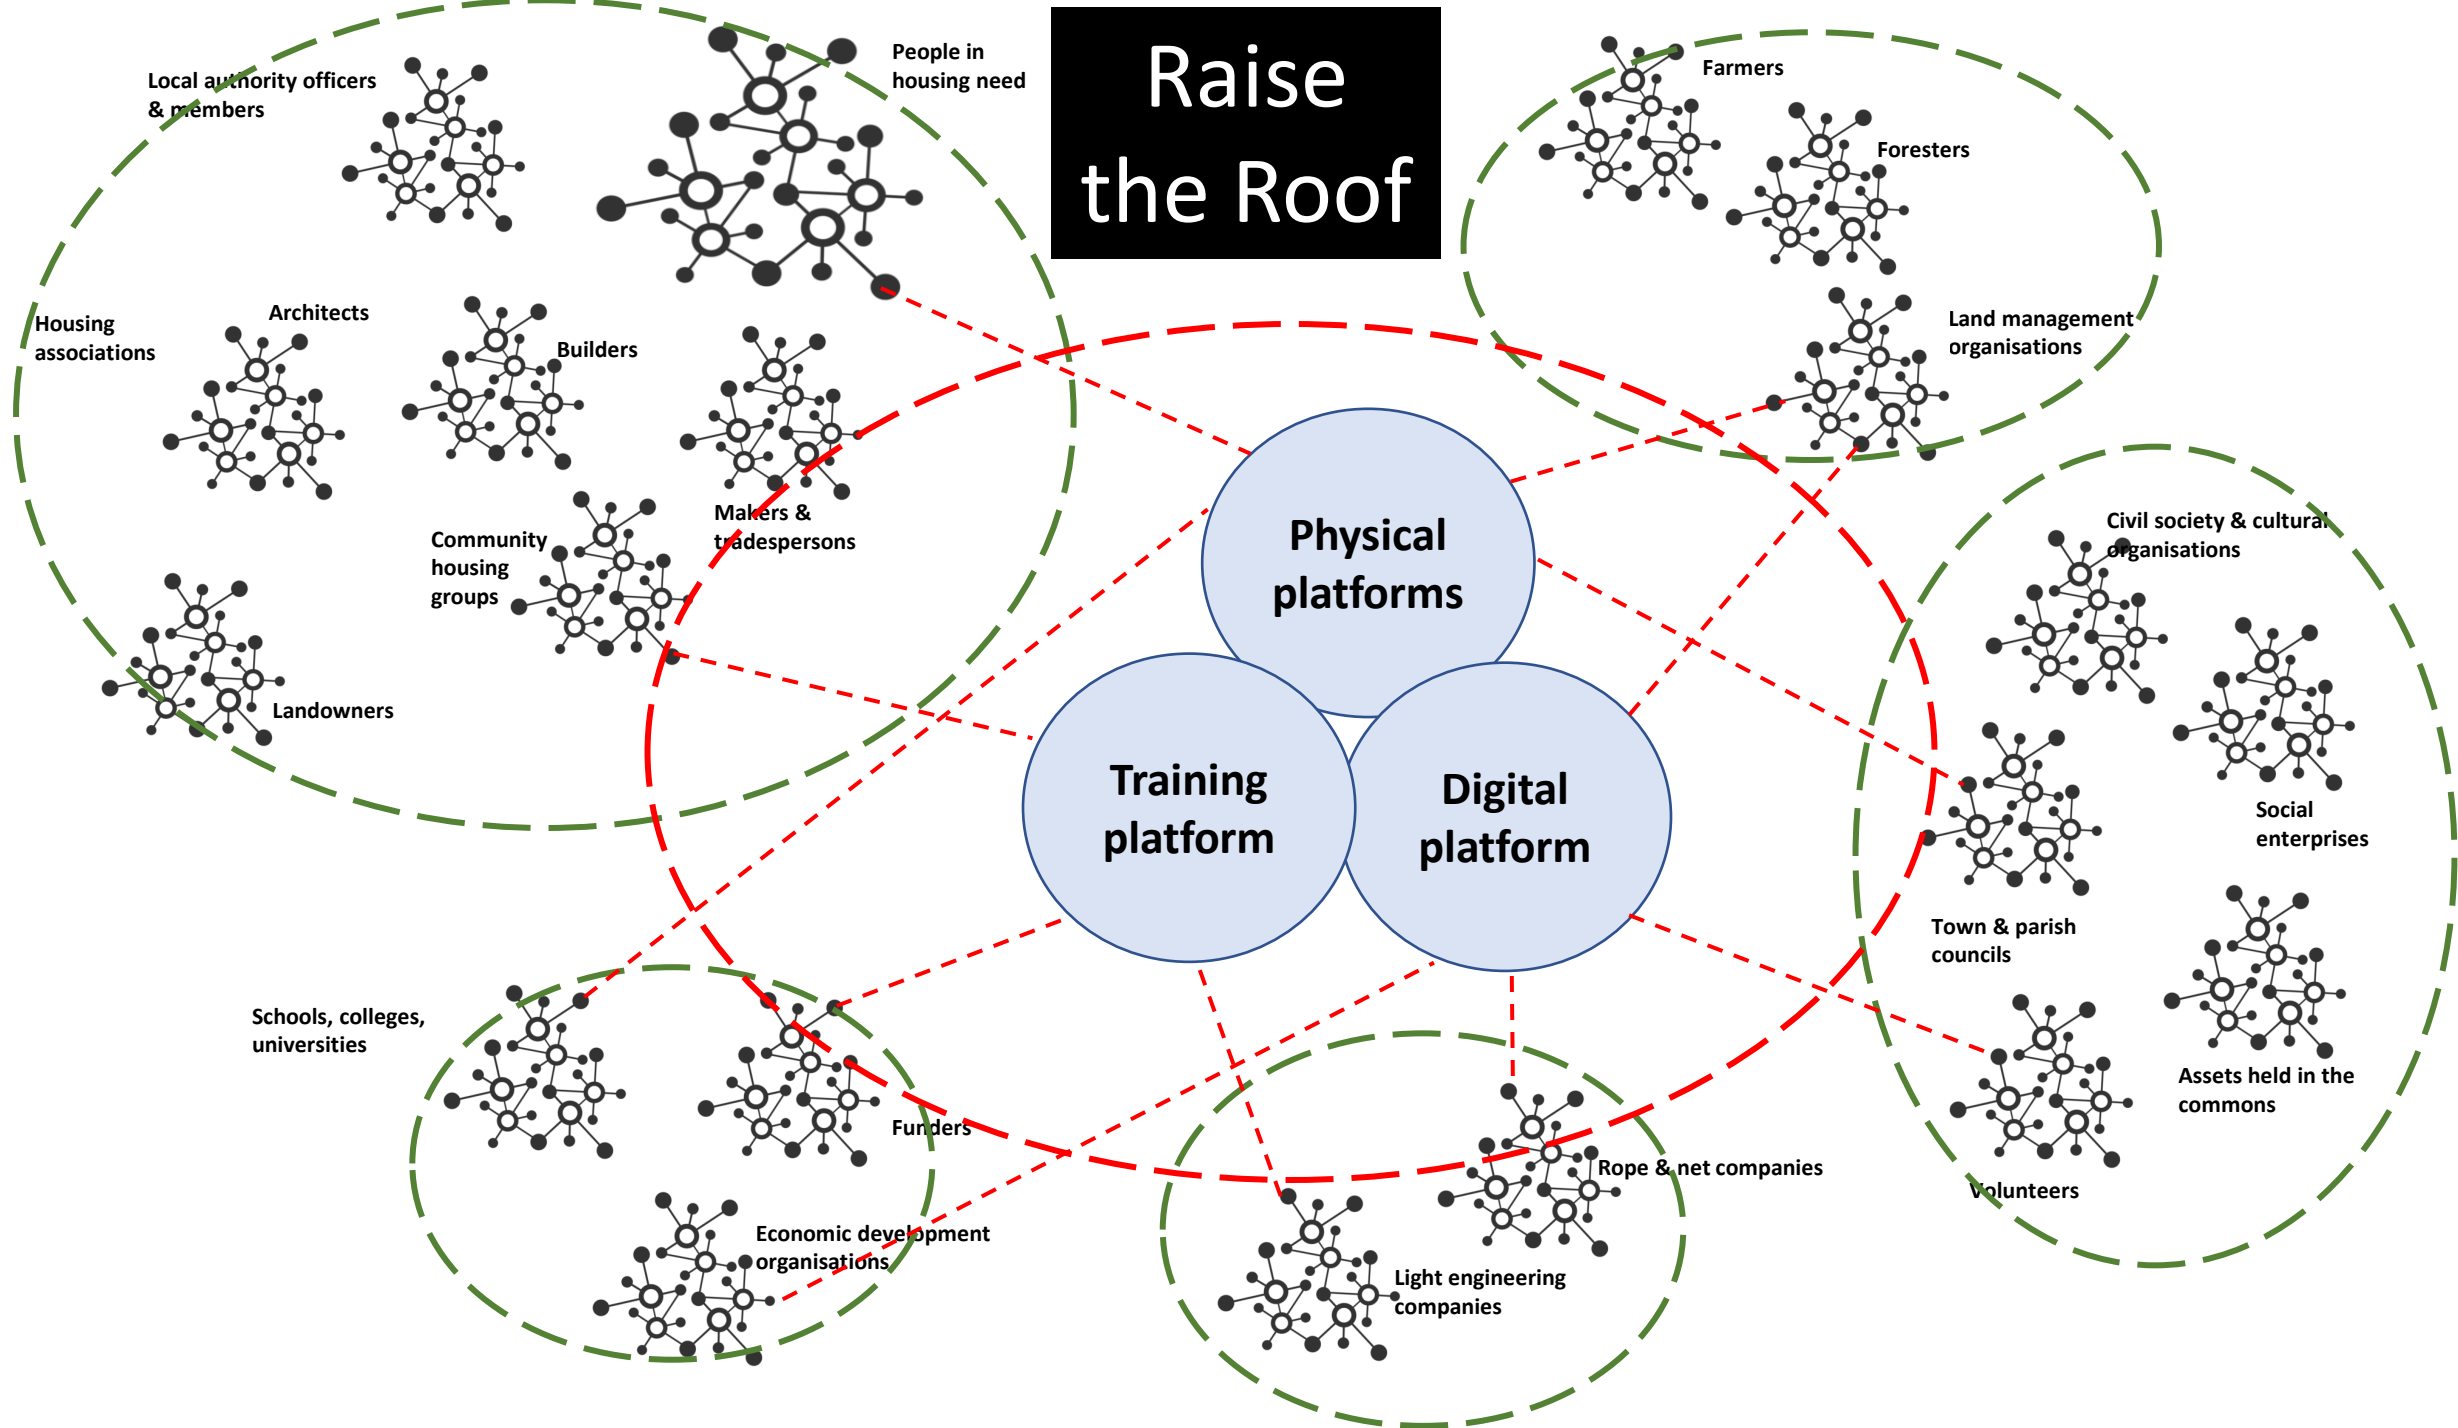 Raise
the Roof
Local authority officers
& members
People in
housing need
Housing
associations
Architects
Builders
Makers &
tradespersons
Community
housing
groups
Landowners
Farmers
Foresters
Land management
organisations
Physical
platforms
Training
platform
Digital
platform
Civil society & cultural
organisations
Social
enterprises
Town & parish
councils
Assets held in the
commons
Volunteers
Schools, colleges,
universities
Funders
Economic development
organisations
Rope & net companies
Light engineering
companies